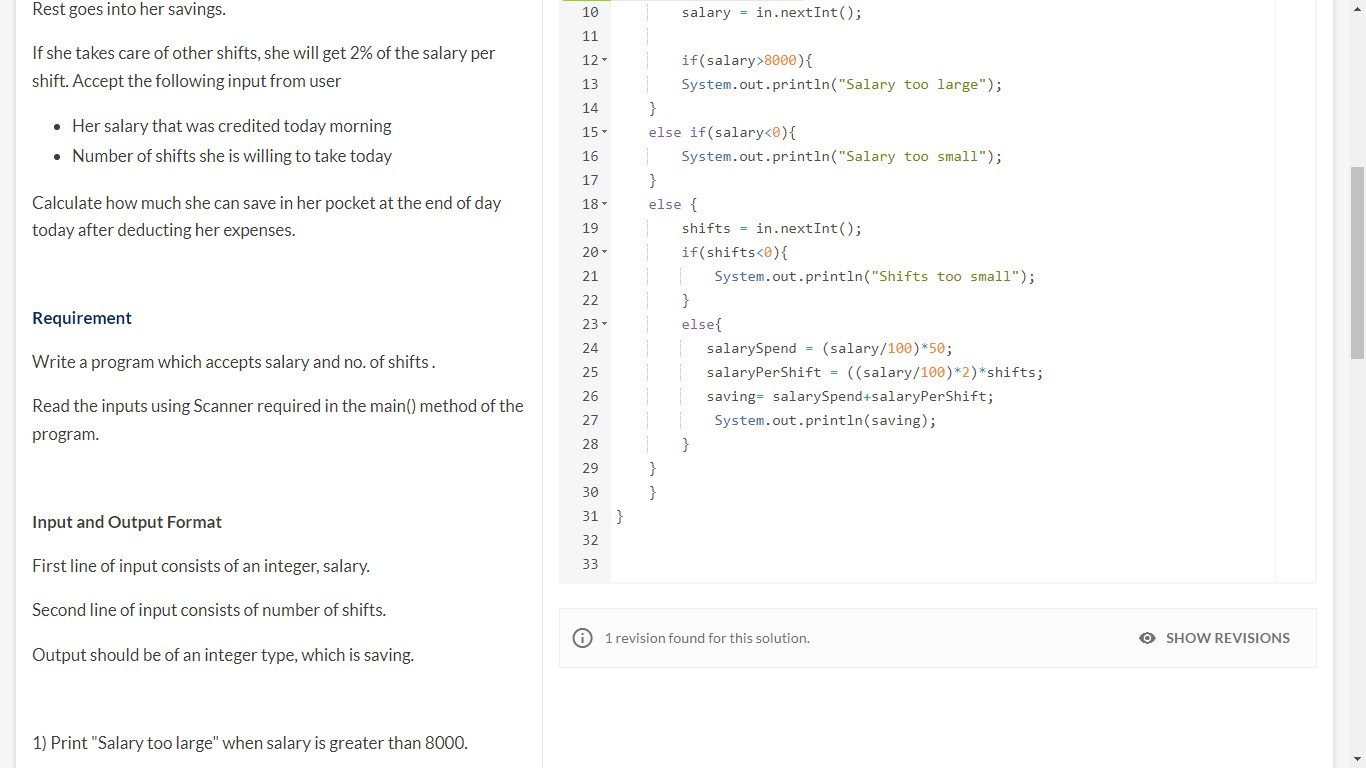 Rest goes into her savings.
If she takes care of other shifts, she will get 2% of the salary per
shift. Accept the following input from user
• Her salary that was credited today morning
• Number of shifts she is willing to take today
Calculate how much she can save in her pocket at the end of day
today after deducting her expenses.
Requirement
Write a program which accepts salary and no. of shifts .
Read the inputs using Scanner required in the main() method of the
program.
Input and Output Format
First line of input consists of an integer, salary.
Second line of input consists of number of shifts.
Output should be of an integer type, which is saving.
1) Print "Salary too large" when salary is greater than 8000.
10 salary = in.nextInt();
11
12 if(salary>8000){
13 System.out.println("Salary too large");
14 }
15 else if(salary<0){
16 System.out.println("Salary too small");
17 }
18 else {
19 shifts = in.nextInt();
20 if(shifts<0){
21 System.out.println("Shifts too small");
22 }
23 else{
24 salarySpend = (salary/100)*50;
25 salaryPerShift = ((salary/100)*2)*shifts;
26 saving= salarySpend+salaryPerShift;
27 System.out.println(saving);
28 }
29 }
30 }
31 }
32
33
1 revision found for this solution.
SHOW REVISIONS